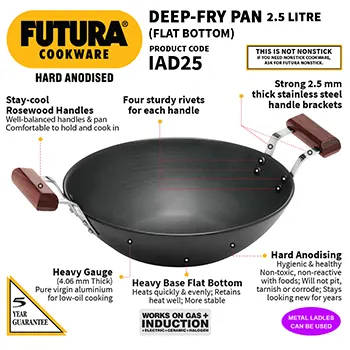 FUTURA®
COOKWARE
HARD ANODISED
DEEP-FRY PAN 2.5 LITRE
(FLAT BOTTOM)
PRODUCT CODE
IAD25
THIS IS NOT NONSTICK
IF YOU NEED NONSTICK COOKWARE,
ASK FOR FUTURA NONSTICK.
Strong 2.5 mm
thick stainless steel
handle brackets
Stay-cool
Rosewood Handles
Well-balanced handles & pan
Comfortable to hold and cook in
Four sturdy rivets
for each handle
Heavy Gauge
(4.06 mm Thick)
Pure virgin aluminium
for low-oil cooking
Heavy Base Flat Bottom
Heats quickly & evenly; Retains
heat well; More stable
Hard Anodising
Hygienic & healthy
Non-toxic, non-reactive
with foods; Will not pit,
tarnish or corrode; Stays
looking new for years
5
YEAR
GUARANTEE
WORKS ON GAS +
INDUCTION
+ELECTRIC+CERAMIC+HALOGEN
METAL LADLES
CAN BE USED